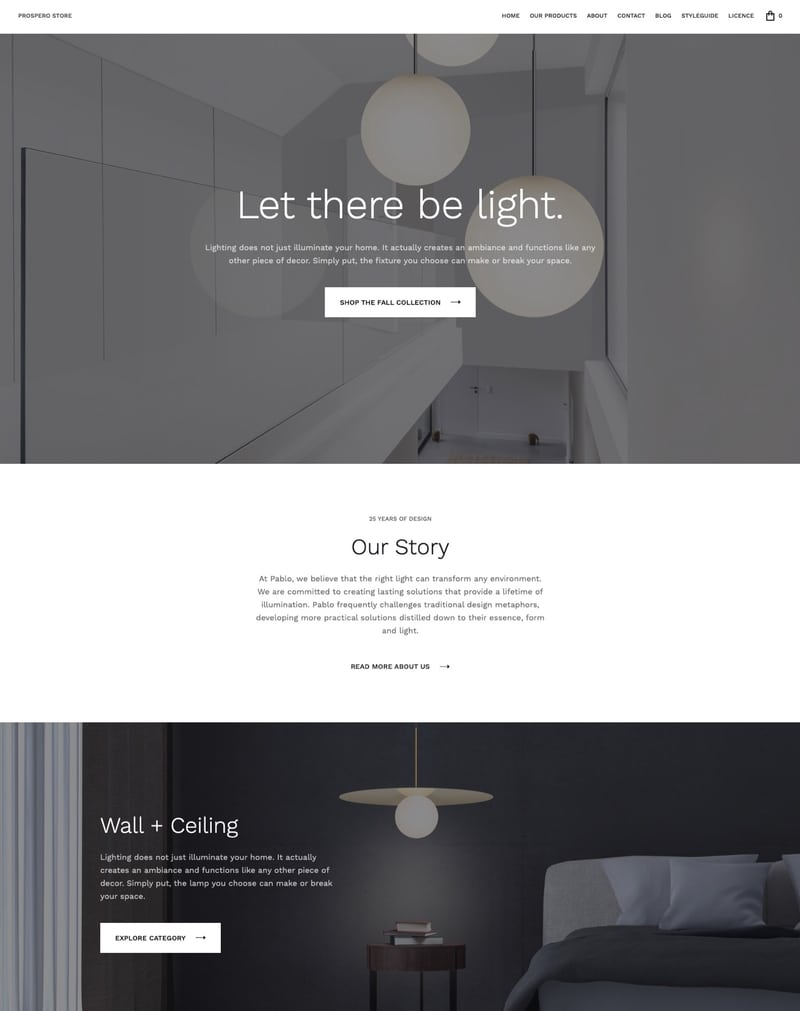 PROSPERO STORE
HOME OUR PRODUCTS ABOUT CONTACT BLOG STYLEGUIDE LICENCE 0
Let there be light.
Lighting does not just illuminate your home. It actually creates an ambiance and functions like any
other piece of decor. Simply put, the fixture you choose can make or break your space.
SHOP THE FALL COLLECTION
25 YEARS OF DESIGN
Our Story
At Pablo, we believe that the right light can transform any environment.
We are committed to creating lasting solutions that provide a lifetime of
illumination. Pablo frequently challenges traditional design metaphors,
developing more practical solutions distilled down to their essence, form
and light.
READ MORE ABOUT US
Wall + Ceiling
Lighting does not just illuminate your home. It actually
creates an ambiance and functions like any other piece of
decor. Simply put, the lamp you choose can make or break
your space.
EXPLORE CATEGORY